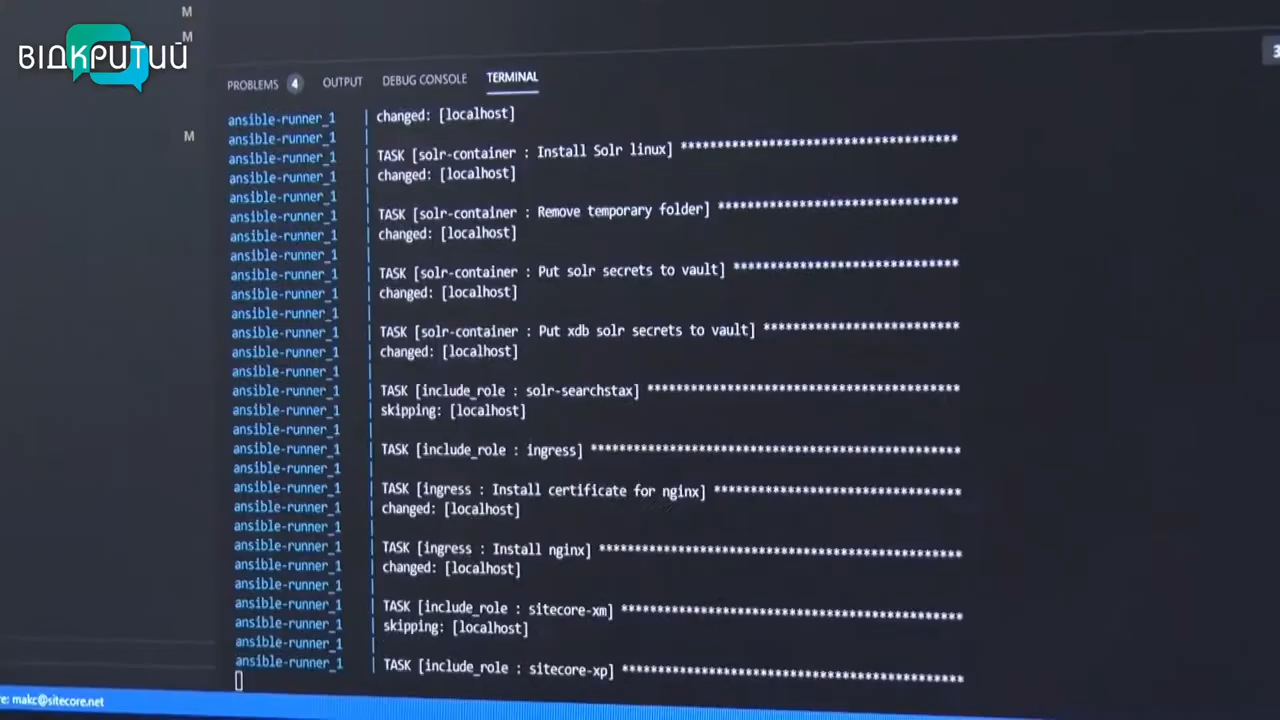 ВІДКРИТИЙ
M
M
M
3
PROBLEMS 4 OUTPUT DEBUG CONSOLE TERMINAL
ansible-runner_1 | changed: [localhost]
ansible-runner_1 |
ansible-runner_1 | TASK [solr-container : Install Solr linux] *************************************
ansible-runner_1 | changed: [localhost]
ansible-runner_1 |
ansible-runner_1 | TASK [solr-container : Remove temporary folder] ********************************
ansible-runner_1 | changed: [localhost]
ansible-runner_1 |
ansible-runner_1 | TASK [solr-container : Put solr secrets to vault] ******************************
ansible-runner_1 | changed: [localhost]
ansible-runner_1 |
ansible-runner_1 | TASK [solr-container : Put xdb solr secrets to vault] **************************
ansible-runner_1 | changed: [localhost]
ansible-runner_1 |
ansible-runner_1 | TASK [include_role : solr-searchstax] ******************************************
ansible-runner_1 | skipping: [localhost]
ansible-runner_1 |
ansible-runner_1 | TASK [include_role : ingress] **************************************************
ansible-runner_1 |
ansible-runner_1 | TASK [ingress : Install certificate for nginx] *********************************
ansible-runner_1 | changed: [localhost]
ansible-runner_1 |
ansible-runner_1 | TASK [ingress : Install nginx] *************************************************
ansible-runner_1 | changed: [localhost]
ansible-runner_1 |
ansible-runner_1 | TASK [include_role : sitecore-xm] **********************************************
ansible-runner_1 | skipping: [localhost]
ansible-runner_1 |
ansible-runner_1 | TASK [include_role : sitecore-xp] **********************************************
e: makc@sitecore.net